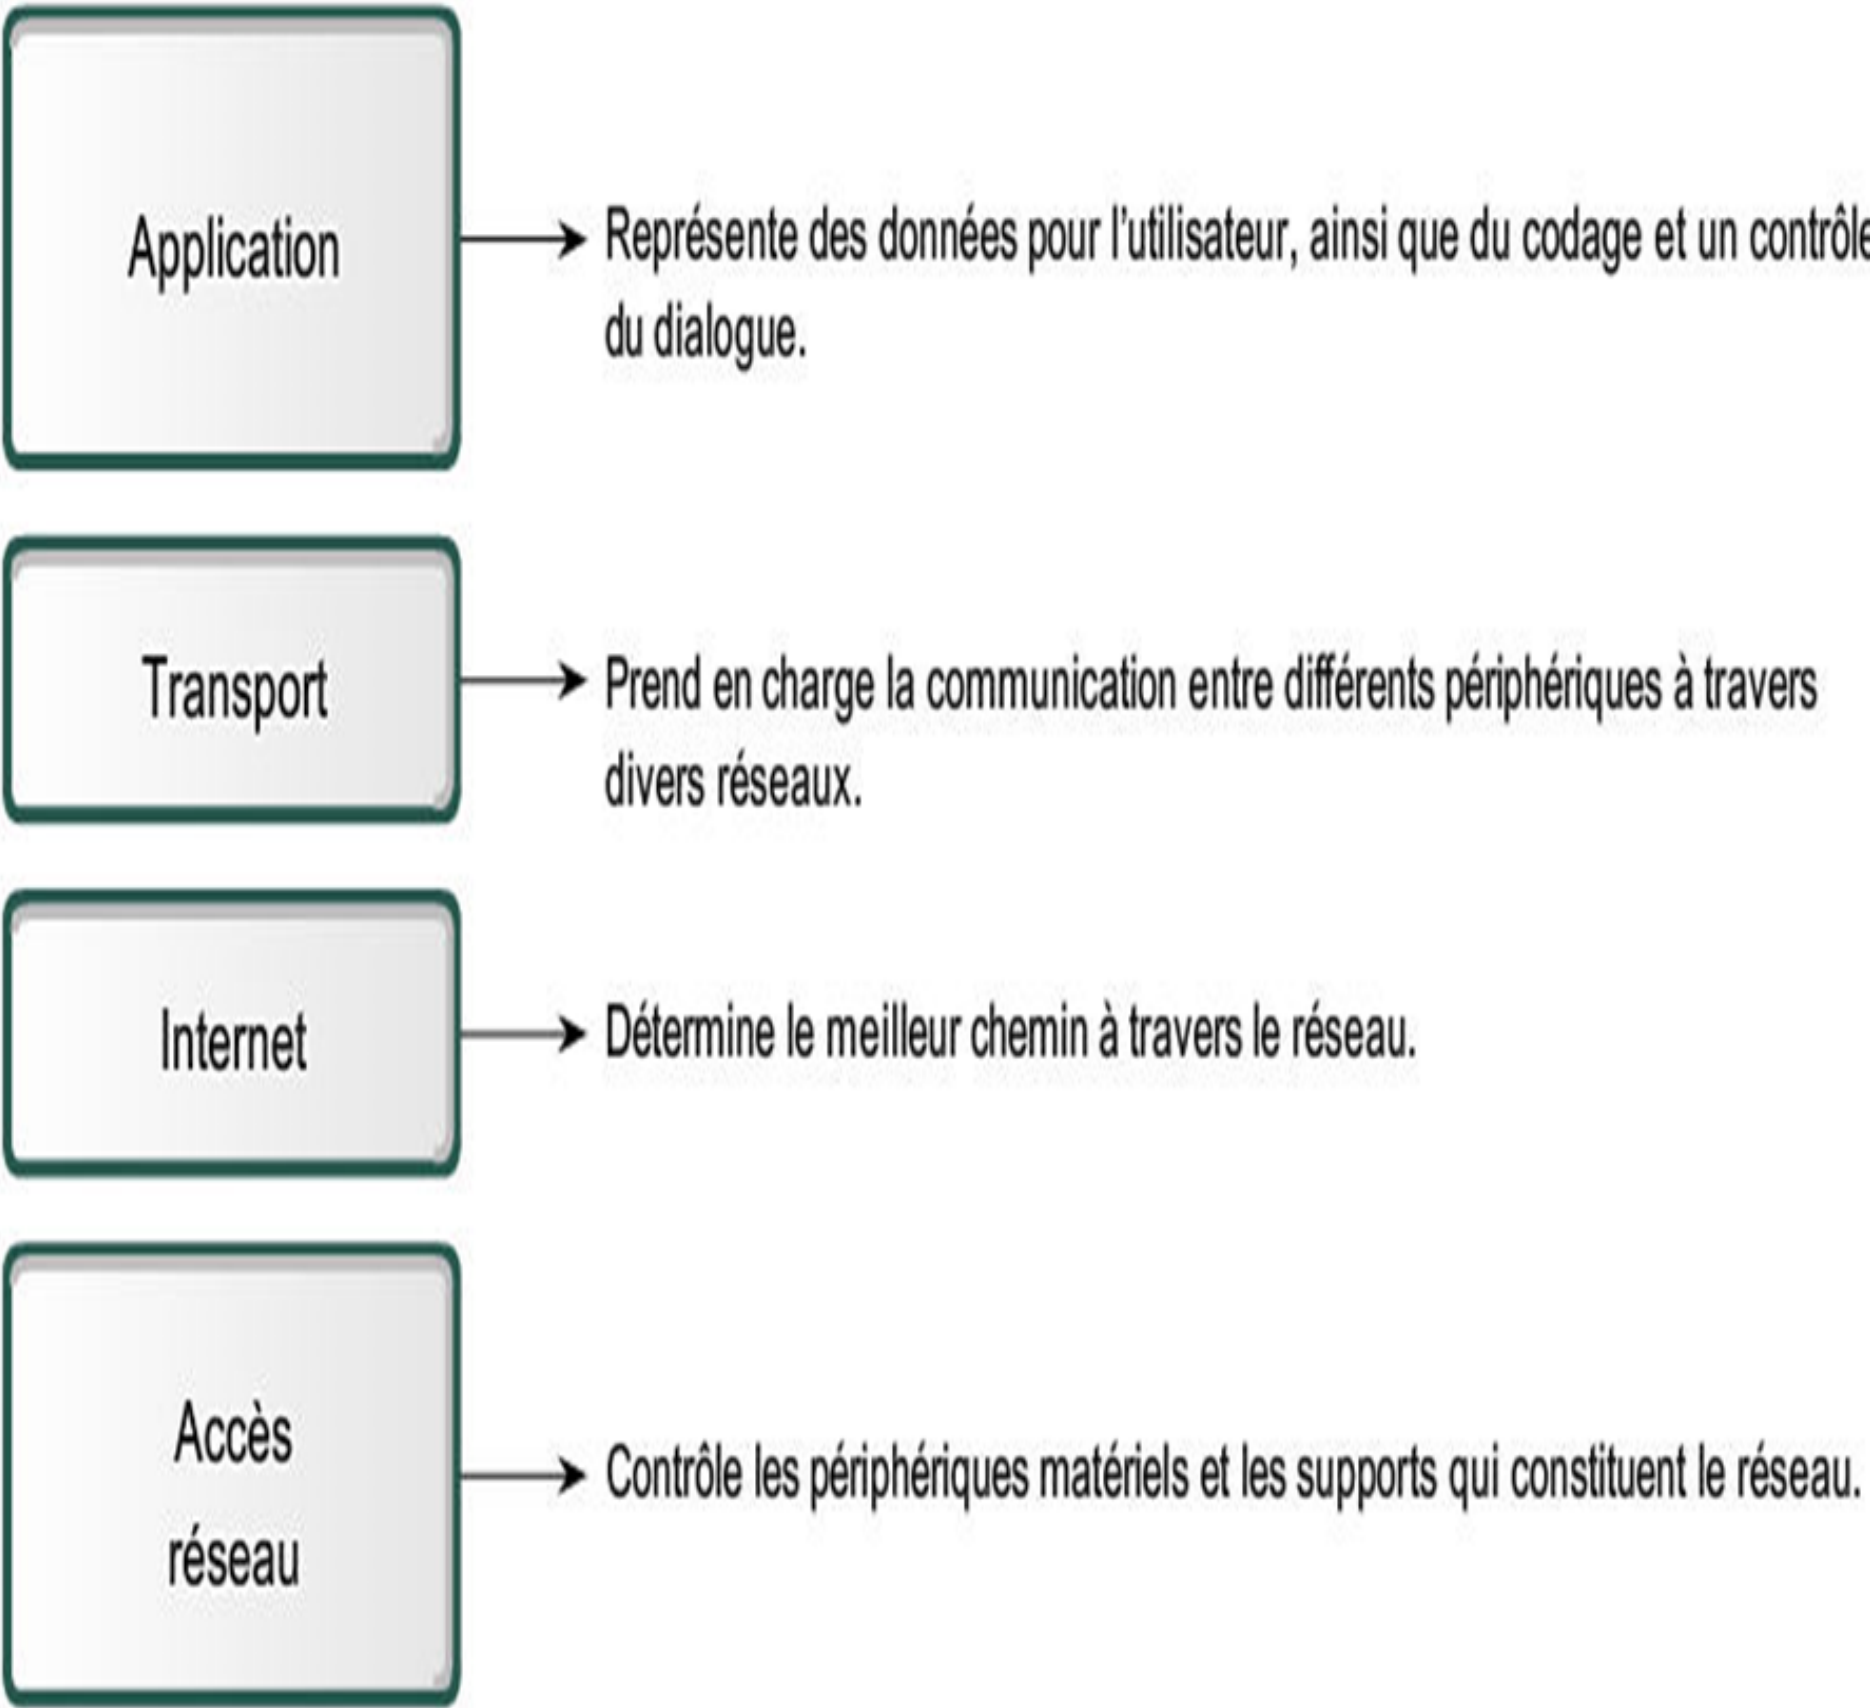 Application
Représente des données pour l'utilisateur, ainsi que du codage et un contrôle
du dialogue.
Transport
Prend en charge la communication entre différents périphériques à travers
divers réseaux.
Internet
Détermine le meilleur chemin à travers le réseau.
Accès
réseau
Contrôle les périphériques matériels et les supports qui constituent le réseau.